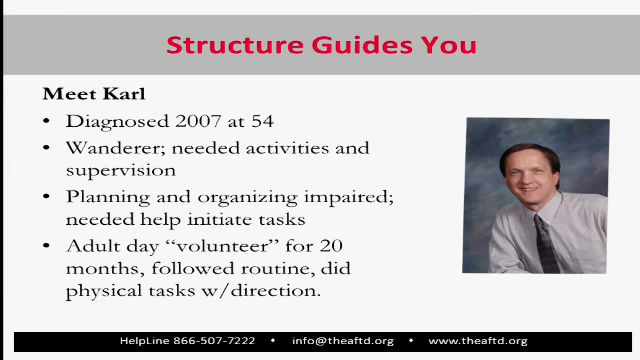 Structure Guides You
Meet Karl
• Diagnosed 2007 at 54
• Wanderer; needed activities and
supervision
• Planning and organizing impaired;
needed help initiate tasks
• Adult day “volunteer” for 20
months, followed routine, did
physical tasks w/direction.
HelpLine 866-507-7222 • info@theaftd.org • www.theaftd.org